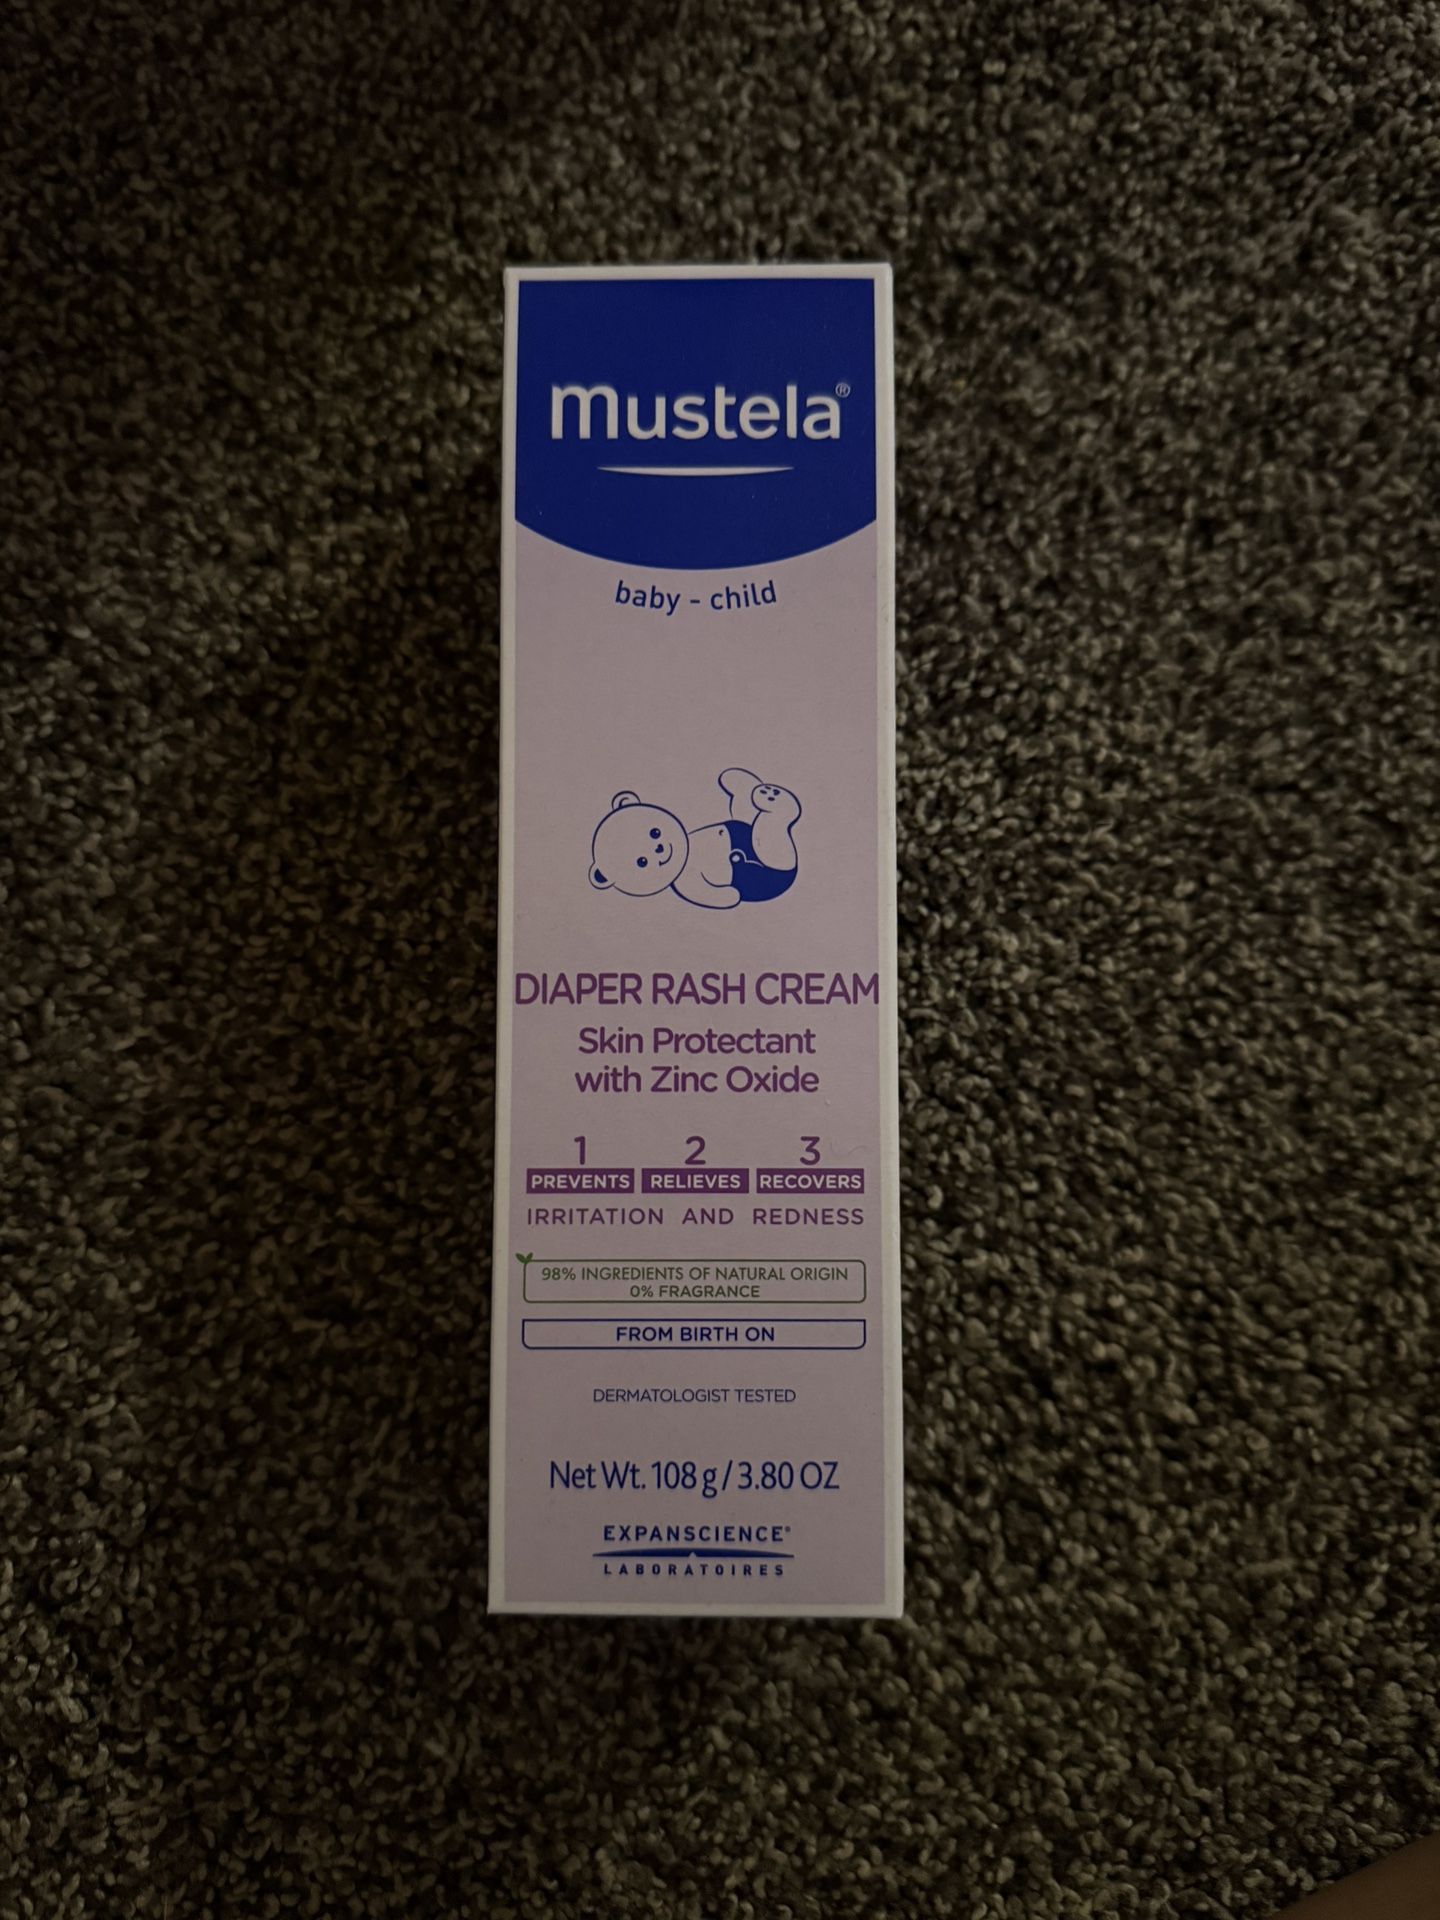 mustela®
baby - child
DIAPER RASH CREAM
Skin Protectant
with Zinc Oxide
1 2 3
PREVENTS RELIEVES RECOVERS
IRRITATION AND REDNESS
98% INGREDIENTS OF NATURAL ORIGIN
0% FRAGRANCE
FROM BIRTH ON
DERMATOLOGIST TESTED
Net Wt. 108 g / 3.80 OZ
EXPANSCIENCE®
LABORATOIRES